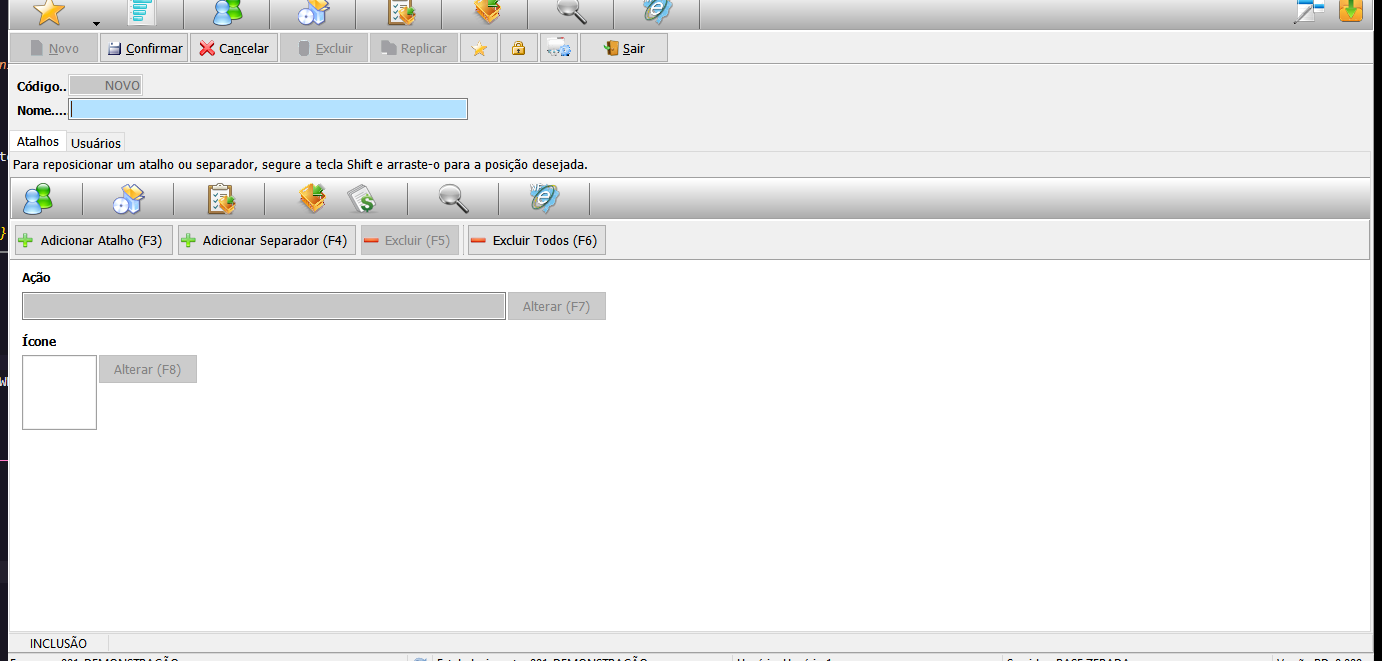 Novo Confirmar Cancelar Excluir Replicar Sair
Código.. NOVO
Nome....
Atalhos Usuários
Para reposicionar um atalho ou separador, segure a tecla Shift e arraste-o para a posição desejada.
Adicionar Atalho (F3) Adicionar Separador (F4) Excluir (F5) Excluir Todos (F6)
Ação
Alterar (F7)
Ícone
Alterar (F8)
INCLUSÃO